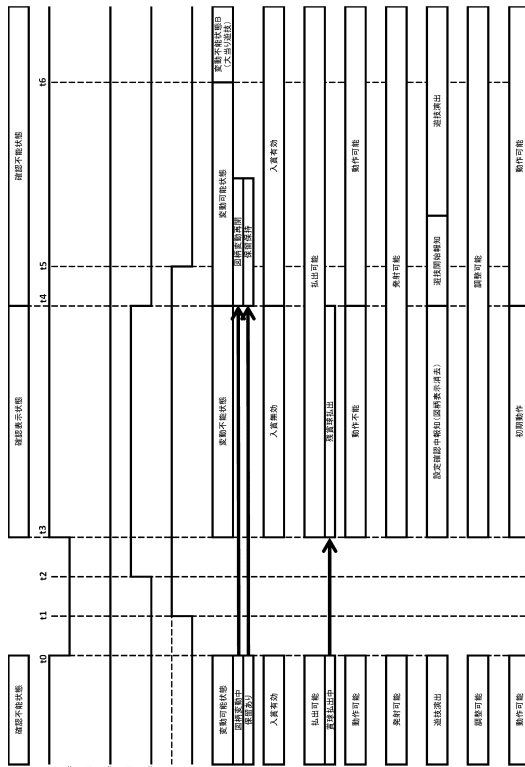 確認不能状態 確認表示状態 確認不能状態
t0 t1 t2 t3 t4 t5 t6
変動可能状態 変動不能状態 変動可能状態 変動不能状態B
(大当り遊技)
図柄変動中 図柄変動再開
保留あり 保留保持
入賞有効 入賞無効 入賞有効
払出可能 払出可能
賞球払出中 残賞球払出
動作可能 動作不能 動作可能
発射可能 発射可能
遊技演出 設定確認中報知(図柄表示消去) 遊技開始報知 遊技演出
調整可能 調整可能
動作可能 初期動作 動作可能